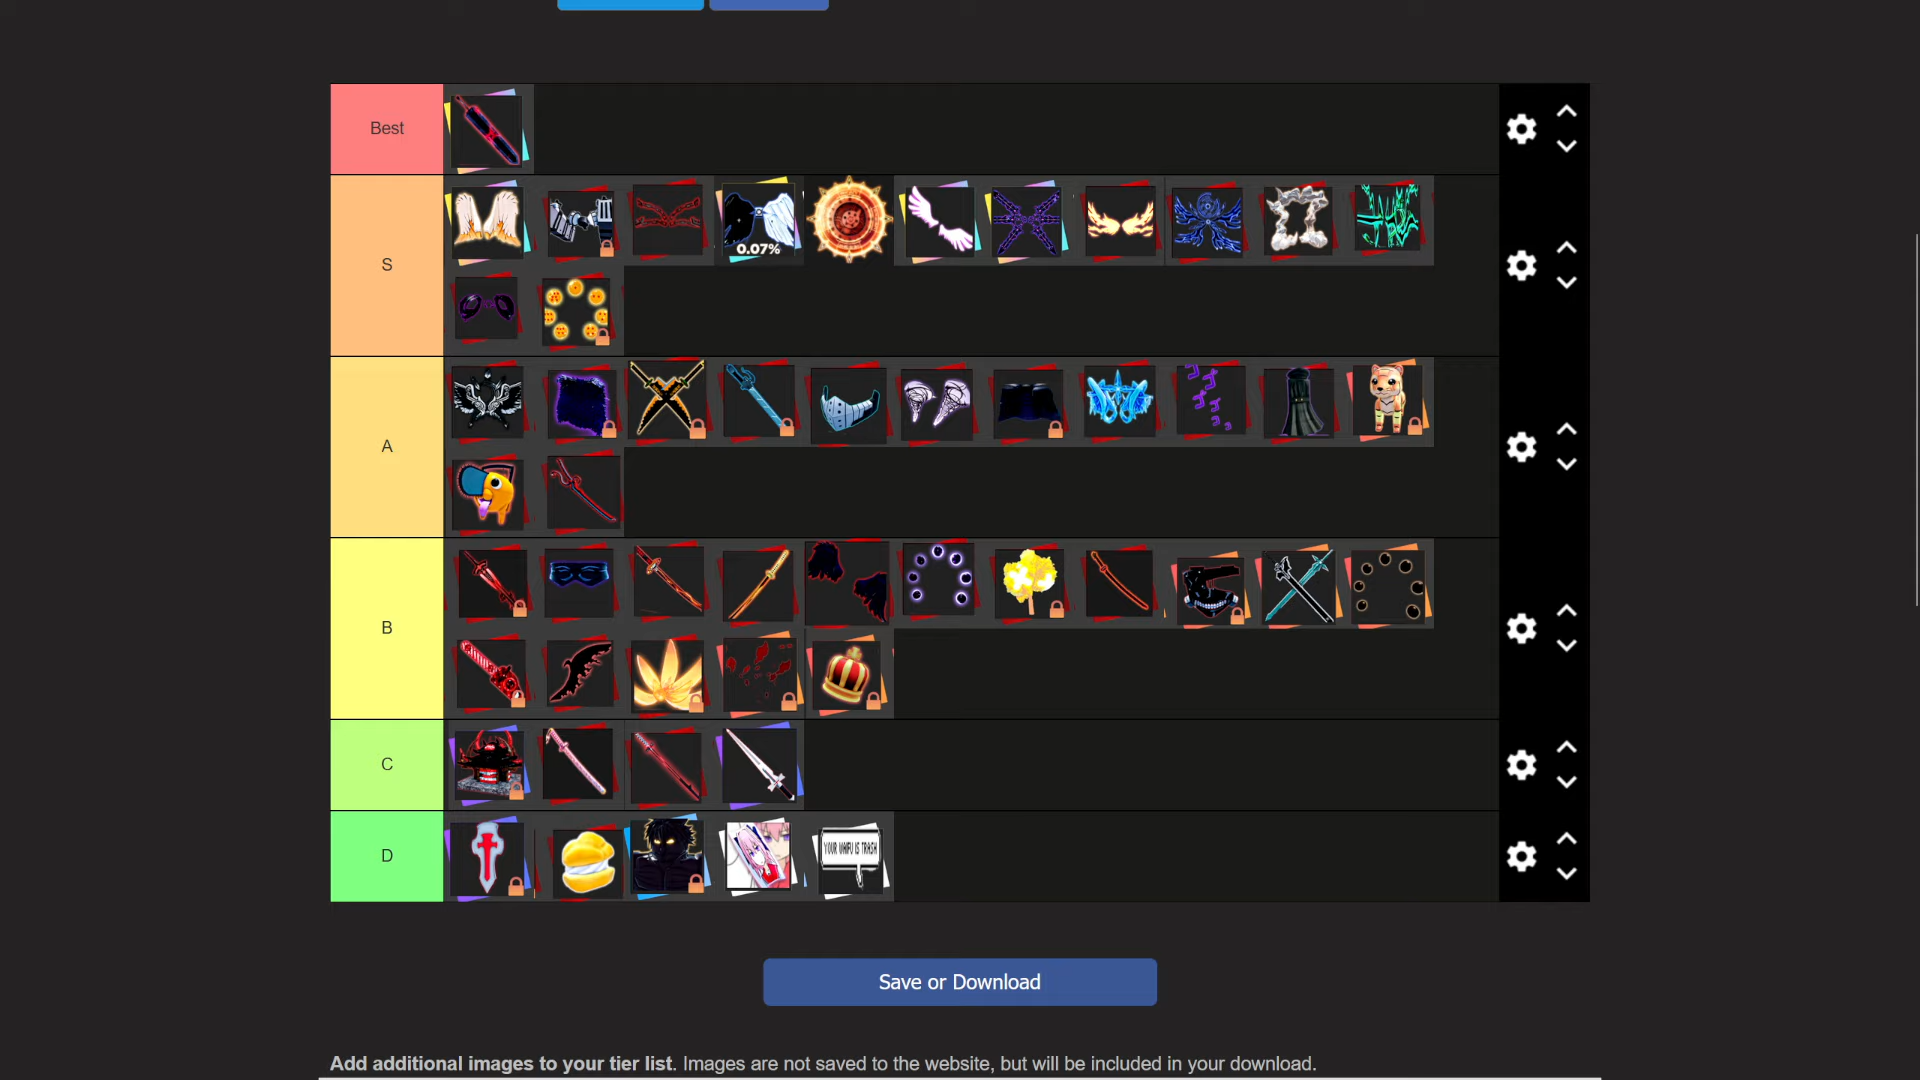 Best
S
0.07%
A
B
C
D
YOUR WAIFU IS TRASH
Save or Download
Add additional images to your tier list. Images are not saved to the website, but will be included in your download.